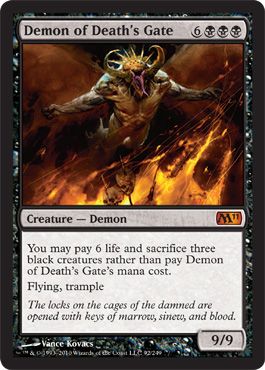 Demon of Death's Gate 6
Creature — Demon
M11
You may pay 6 life and sacrifice three
black creatures rather than pay Demon
of Death's Gate's mana cost.
Flying, trample
The locks on the cages of the damned are
opened with keys of marrow, sinew, and blood.
Vance Kovacs
™ & © 1993–2010 Wizards of the Coast LLC 92/249
9/9